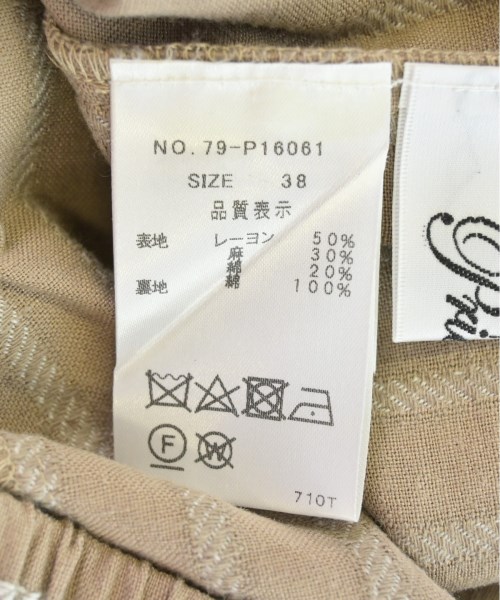 NO.79-P16061
SIZE 38
品質表示
表地 レーヨン 50%
麻 30%
綿 20%
裏地 綿 100%
F
W
710T